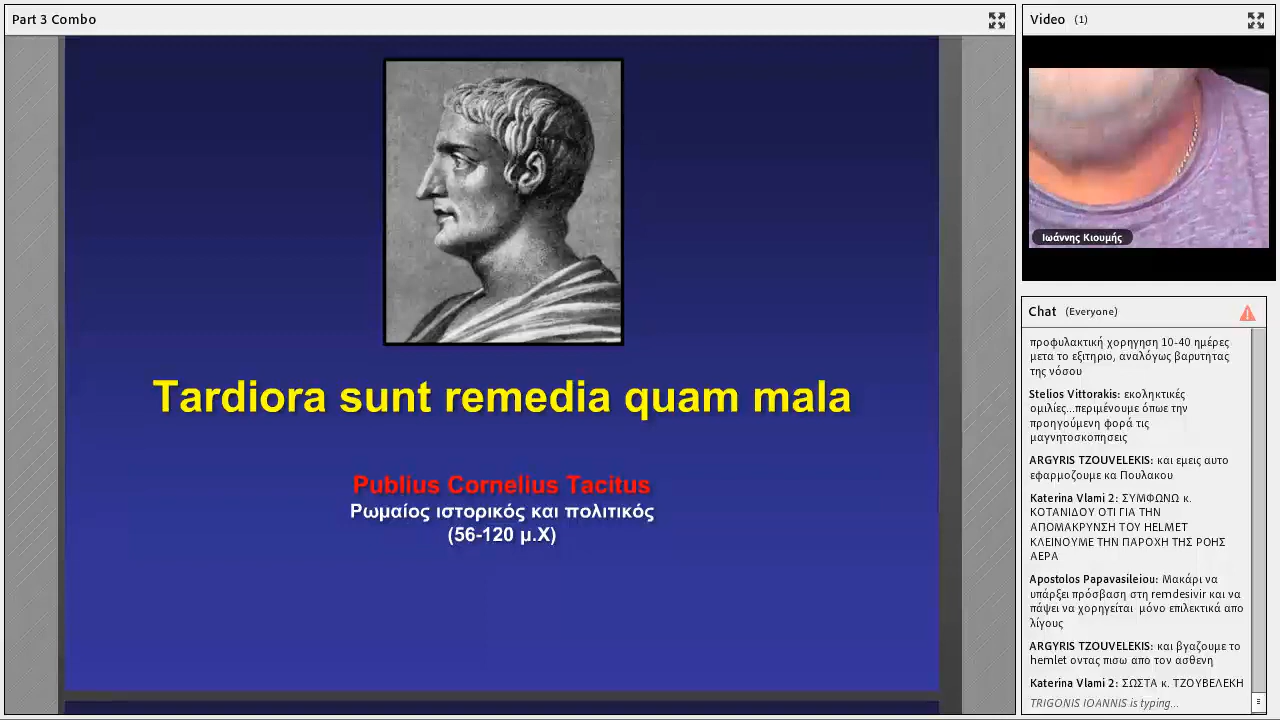 Part 3 Combo
Tardiora sunt remedia quam mala
Publius Cornelius Tacitus
Ρωμαίος ιστορικός και πολιτικός
(56-120 μ.Χ)
Video (1)
Ιωάννης Κιουμής
Chat (Everyone)
προφυλακτική χορηγηση 10-40 ημέρες
μετα το εξιτηριο, αναλόγως βαρυτητας
της νόσου
Stelios Vittorakis: εκοληκτικές
ομιλίες...περιμένουμε όπωε την
προηγούμενη φορά τις
μαγνητοσκοπησεις
ARGYRIS TZOUVELEKIS: και εμεις αυτο
εφαρμοζουμε κα Πουλακου
Katerina Vlami 2: ΣΥΜΦΩΝΩ κ.
ΚΟΤΑΝΙΔΟΥ ΟΤΙ ΓΙΑ ΤΗΝ
ΑΠΟΜΑΚΡΥΝΣΗ ΤΟΥ HELMET
ΚΛΕΙΝΟΥΜΕ ΤΗΝ ΠΑΡΟΧΗ ΤΗΣ ΡΟΗΣ
ΑΕΡΑ
Apostolos Papavasileiou: Μακάρι να
υπάρξει πρόσβαση στη remdesivir και να
πάψει να χορηγείται μόνο επιλεκτικά απο
λίγους
ARGYRIS TZOUVELEKIS: και βγαζουμε το
hemlet οντας πισω απο τον ασθενη
Katerina Vlami 2: ΣΩΣΤΑ κ. ΤΖΟΥΒΕΛΕΚΗ
TRIGONIS IOANNIS is typing...